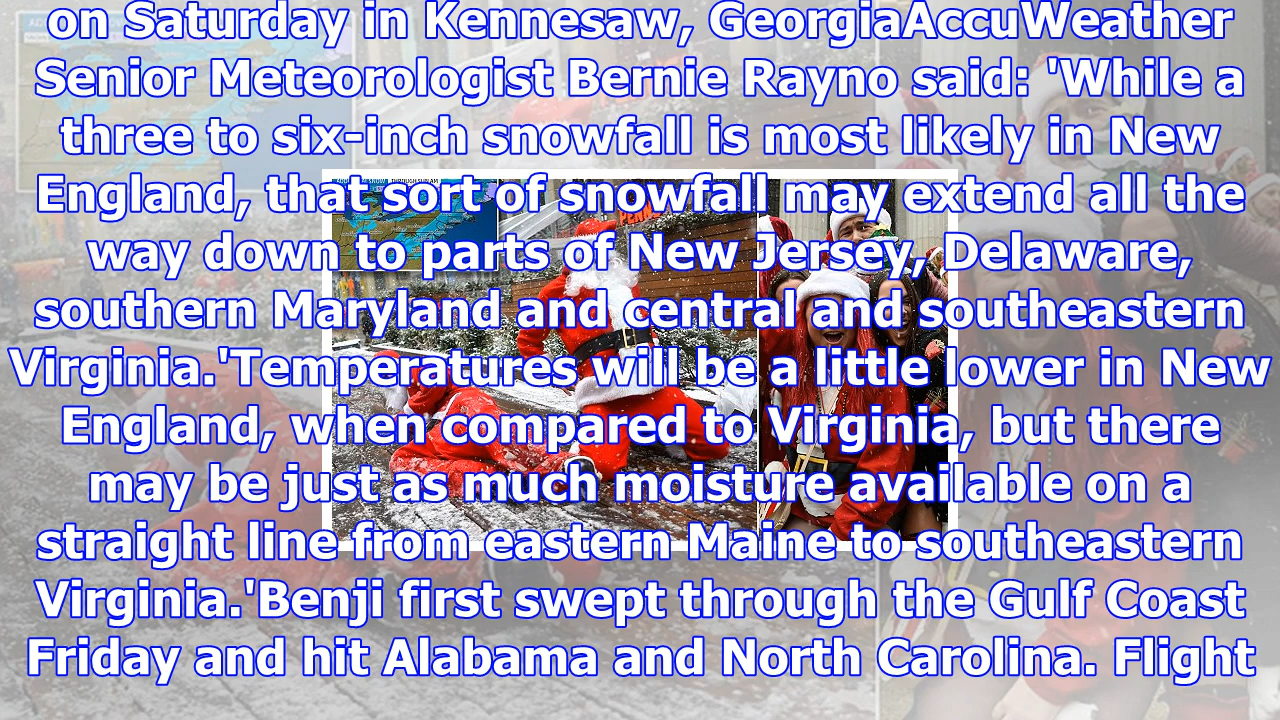 on Saturday in Kennesaw, GeorgiaAccuWeather
Senior Meteorologist Bernie Rayno said: 'While a
three to six-inch snowfall is most likely in New
England, that sort of snowfall may extend all the
way down to parts of New Jersey, Delaware,
southern Maryland and central and southeastern
Virginia.'Temperatures will be a little lower in New
England, when compared to Virginia, but there
may be just as much moisture available on a
straight line from eastern Maine to southeastern
Virginia.'Benji first swept through the Gulf Coast
Friday and hit Alabama and North Carolina. Flight